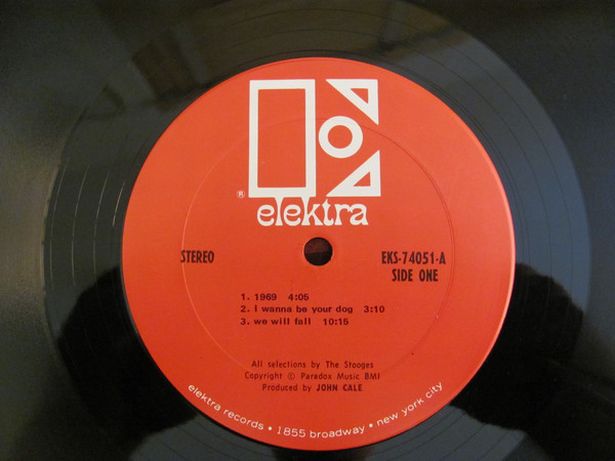 ® elektra
STEREO
EKS-74051-A
SIDE ONE
1. 1969 4:05
2. i wanna be your dog 3:10
3. we will fall 10:15
All selections by The Stooges
Copyright © Paradox Music BMI
Produced by JOHN CALE
elektra records • 1855 broadway • new york city